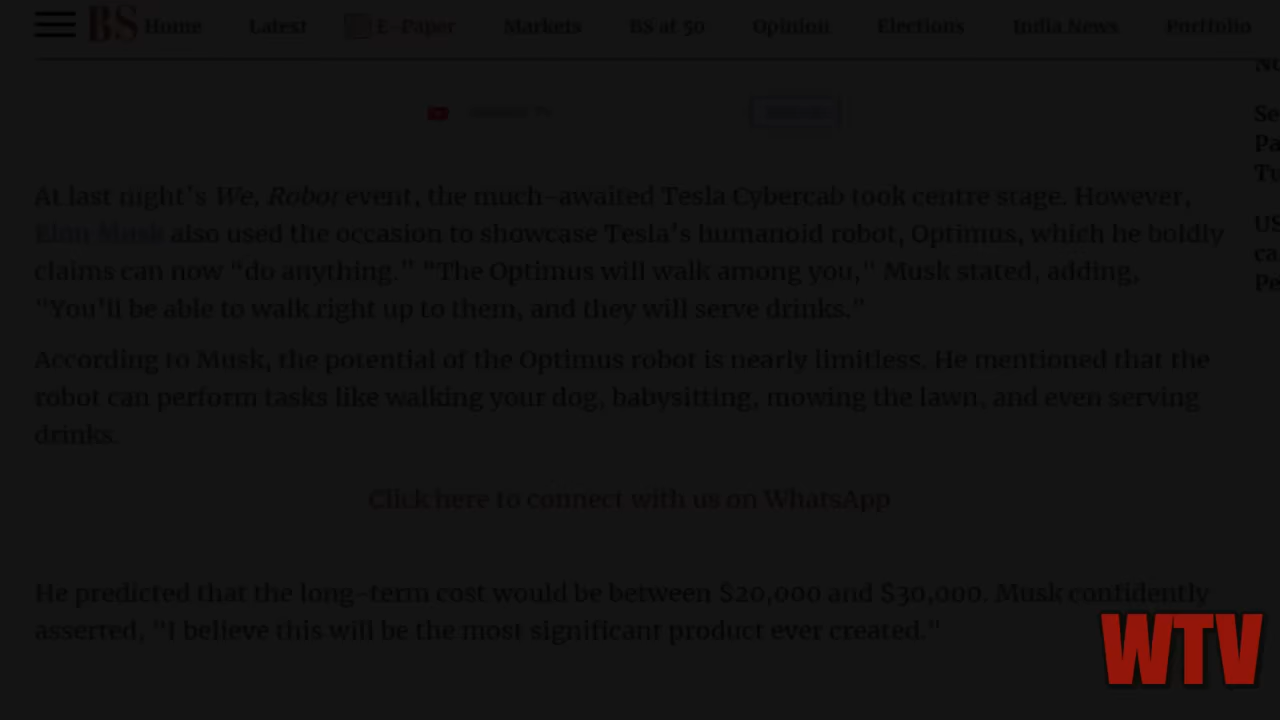 BS Home Latest E-Paper Markets BS at 50 Opinion Elections India News Portfolio
At last night's We, Robot event, the much-awaited Tesla Cybercab took centre stage. However,
Elon Musk also used the occasion to showcase Tesla's humanoid robot, Optimus, which he boldly
claims can now "do anything." "The Optimus will walk among you," Musk stated, adding,
"You'll be able to walk right up to them, and they will serve drinks."
According to Musk, the potential of the Optimus robot is nearly limitless. He mentioned that the
robot can perform tasks like walking your dog, babysitting, mowing the lawn, and even serving
drinks.
Click here to connect with us on WhatsApp
He predicted that the long-term cost would be between $20,000 and $30,000. Musk confidently
asserted, "I believe this will be the most significant product ever created."
WTV